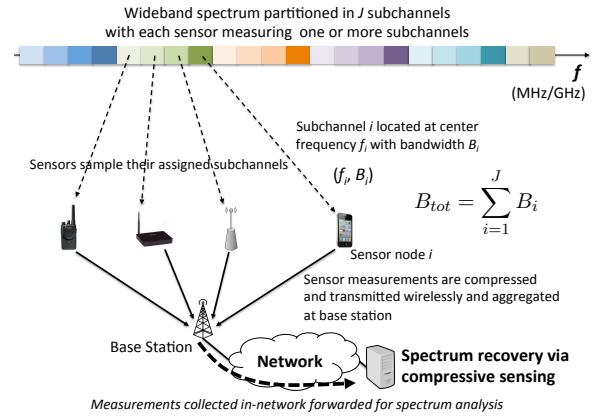 Wideband spectrum partitioned in J subchannels
with each sensor measuring one or more subchannels
f
(MHz/GHz)
Subchannel i located at center
frequency fi with bandwidth Bi
Sensors sample their assigned subchannels
(fi, Bi)
Btot = ∑_{i=1}^{J} Bi
Sensor node i
Sensor measurements are compressed
and transmitted wirelessly and aggregated
at base station
Base Station
Network
Spectrum recovery via
compressive sensing
Measurements collected in-network forwarded for spectrum analysis